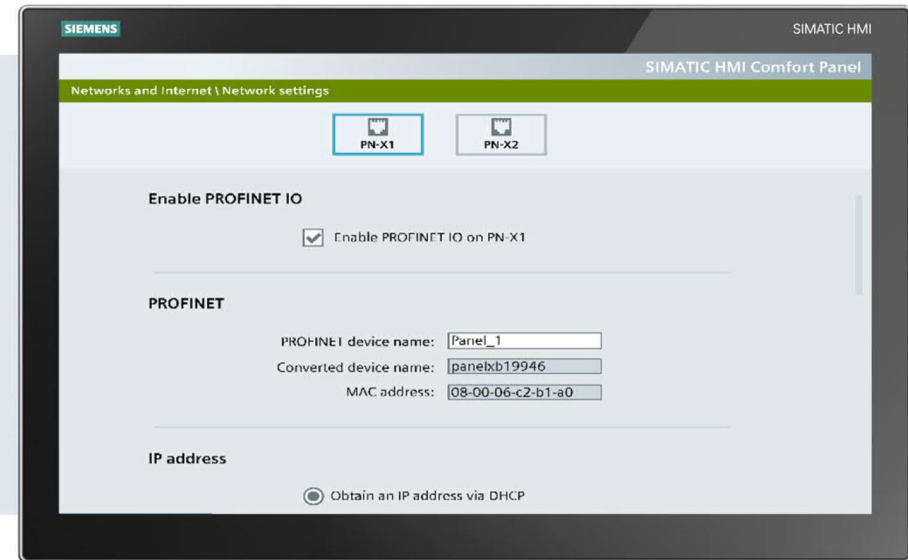 SIEMENS
SIMATIC HMI
SIMATIC HMI Comfort Panel
Networks and Internet \ Network settings
PN-X1
PN-X2
Enable PROFINET IO
Enable PROFINET IO on PN-X1
PROFINET
PROFINET device name: Panel_1
Converted device name: panelxb19946
MAC address: 08-00-06-c2-b1-a0
IP address
Obtain an IP address via DHCP